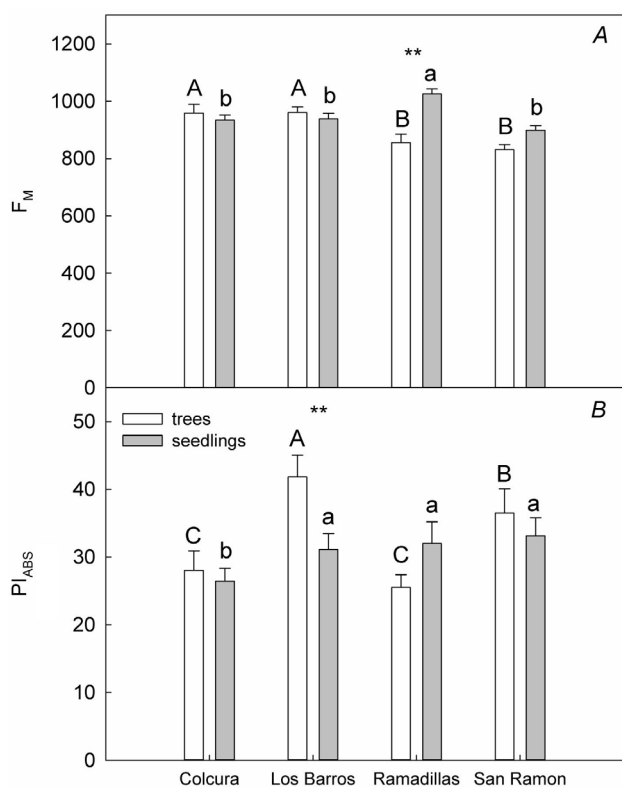 A
1200
**
a
A
A
1000
b
b
B
b
B
800
F_M
600
400
200
0
B
trees
seedlings
**
50
A
40
B
a
a
a
C
b
C
30
PI_ABS
20
10
0
Colcura Los Barros Ramadillas San Ramon